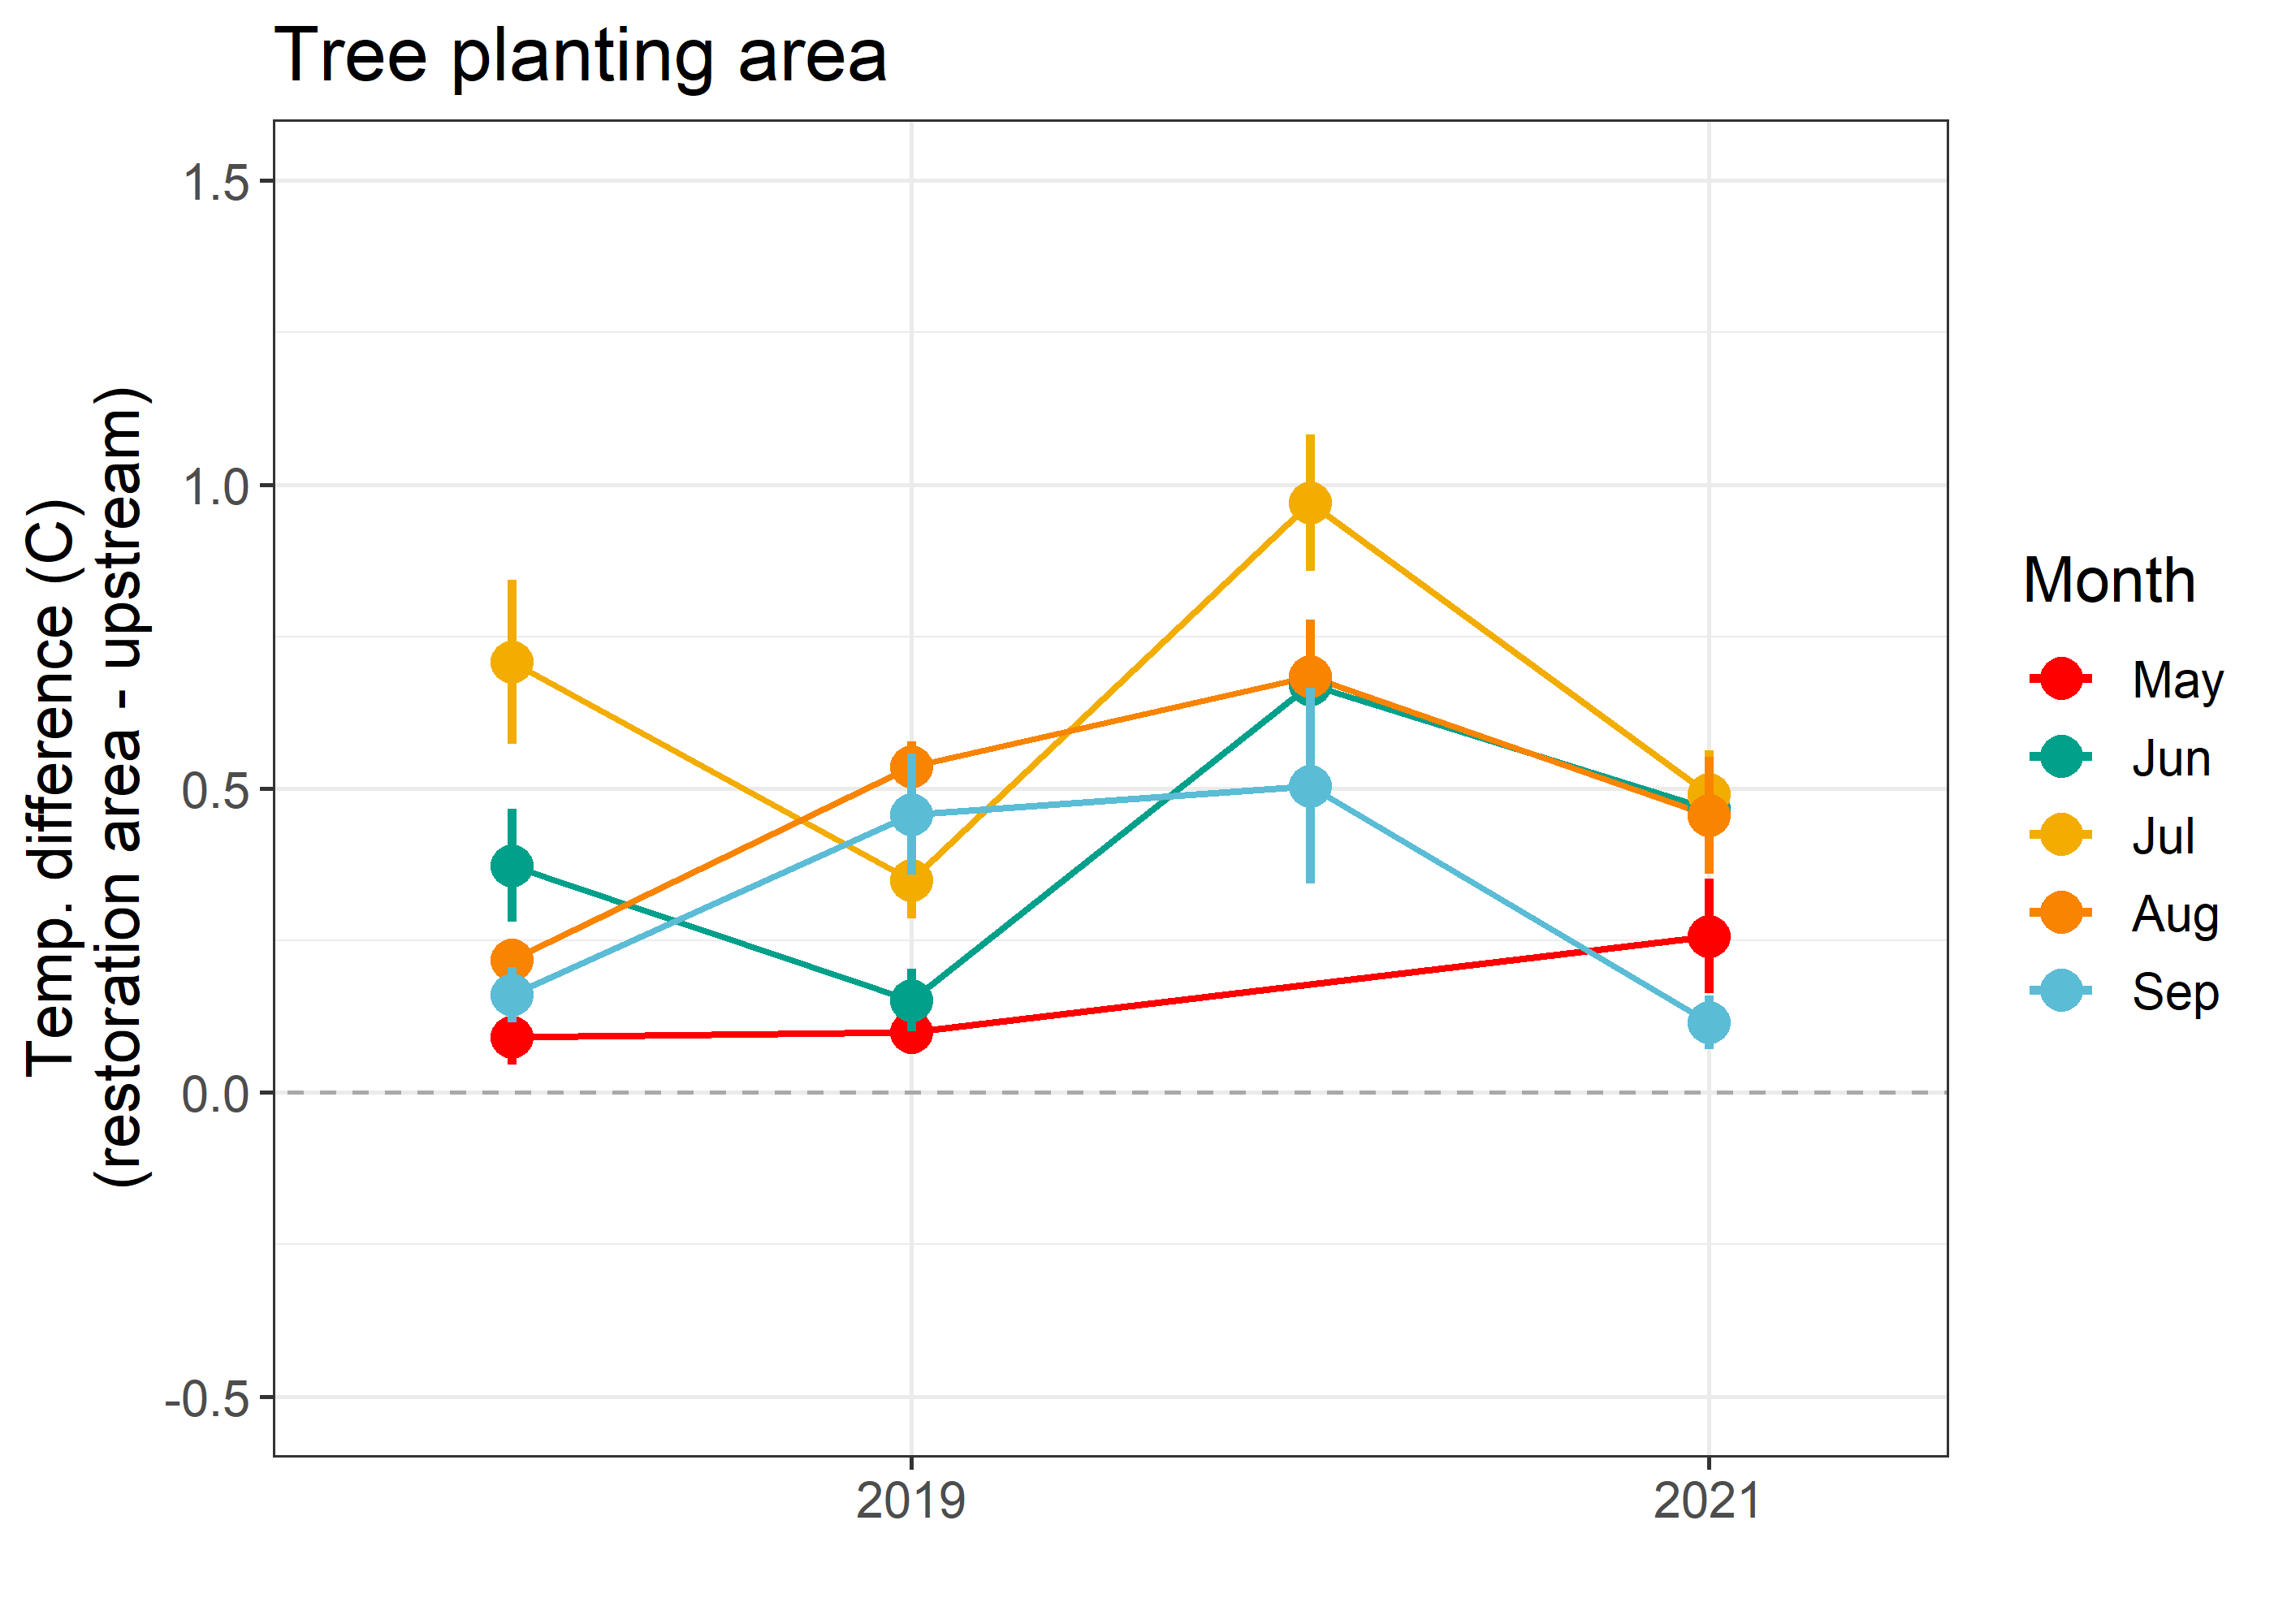 Tree planting area
Temp. difference (C)
(restoration area - upstream)
1.5
1.0
0.5
0.0
-0.5
2019
2021
Month
May
Jun
Jul
Aug
Sep